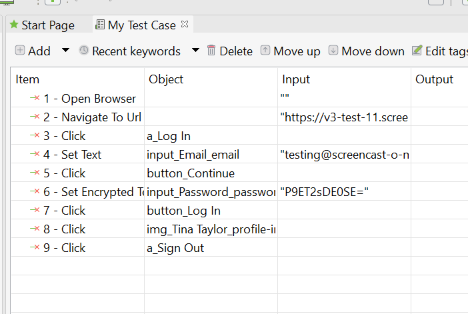 Start Page My Test Case
Add Recent keywords Delete Move up Move down Edit tags
Item Object Input Output
1 - Open Browser ""
2 - Navigate To Url "https://v3-test-11.scree
3 - Click a_Log In
4 - Set Text input_Email_email "testing@screencast-o-n
5 - Click button_Continue
6 - Set Encrypted Te input_Password_passwor "P9ET2sDE0SE="
7 - Click button_Log In
8 - Click img_Tina Taylor_profile-ir
9 - Click a_Sign Out